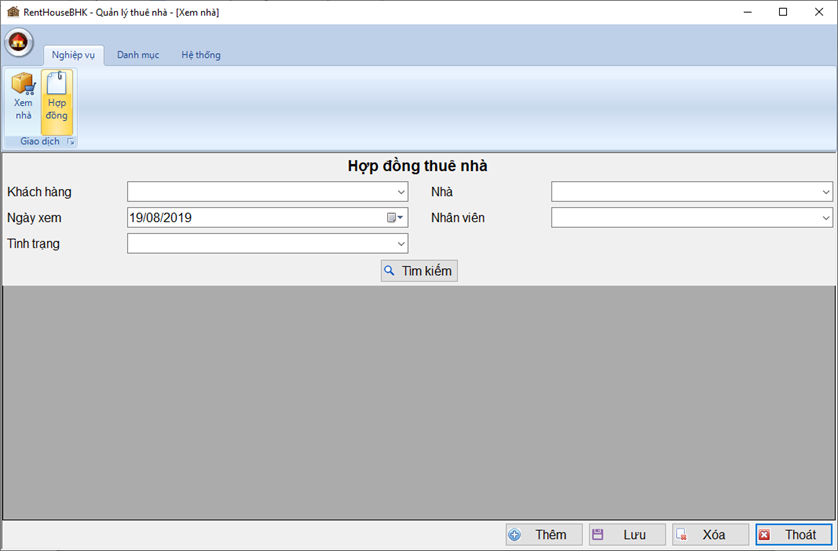 RentHouseBHK - Quản lý thuê nhà - [Xem nhà]
Nghiệp vụ Danh mục Hệ thống
Xem nhà
Hợp đồng
Giao dịch
Hợp đồng thuê nhà
Khách hàng Nhà
Ngày xem 19/08/2019 Nhân viên
Tình trạng
Tìm kiếm
Thêm Lưu Xóa Thoát